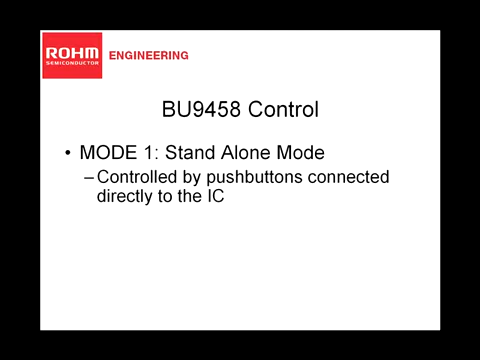 ROHM
SEMICONDUCTOR
ENGINEERING
BU9458 Control
• MODE 1: Stand Alone Mode
– Controlled by pushbuttons connected
directly to the IC